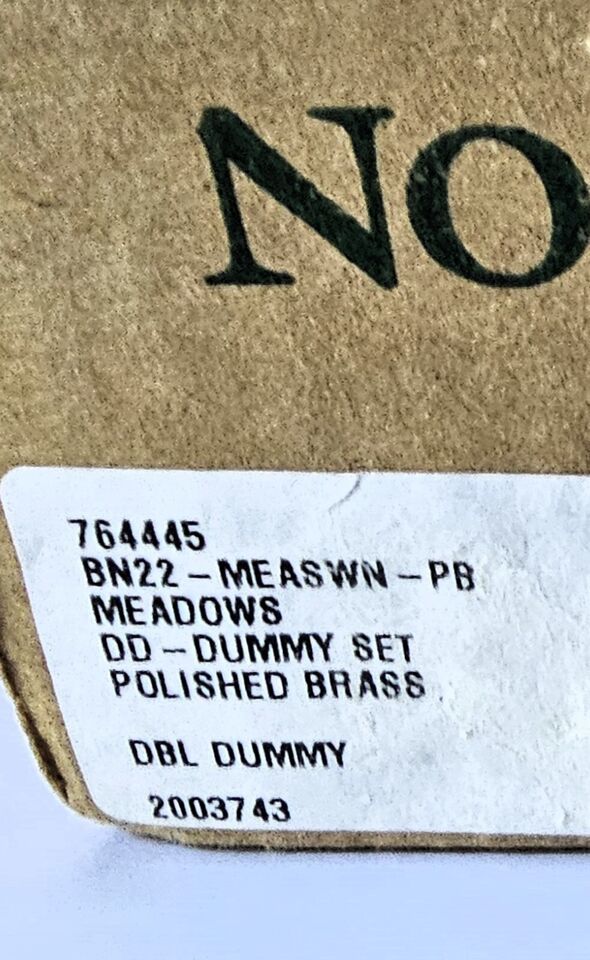 NO
764445
BN22-MEASWN-PB
MEADOWS
DD-DUMMY SET
POLISHED BRASS
DBL DUMMY
2003743